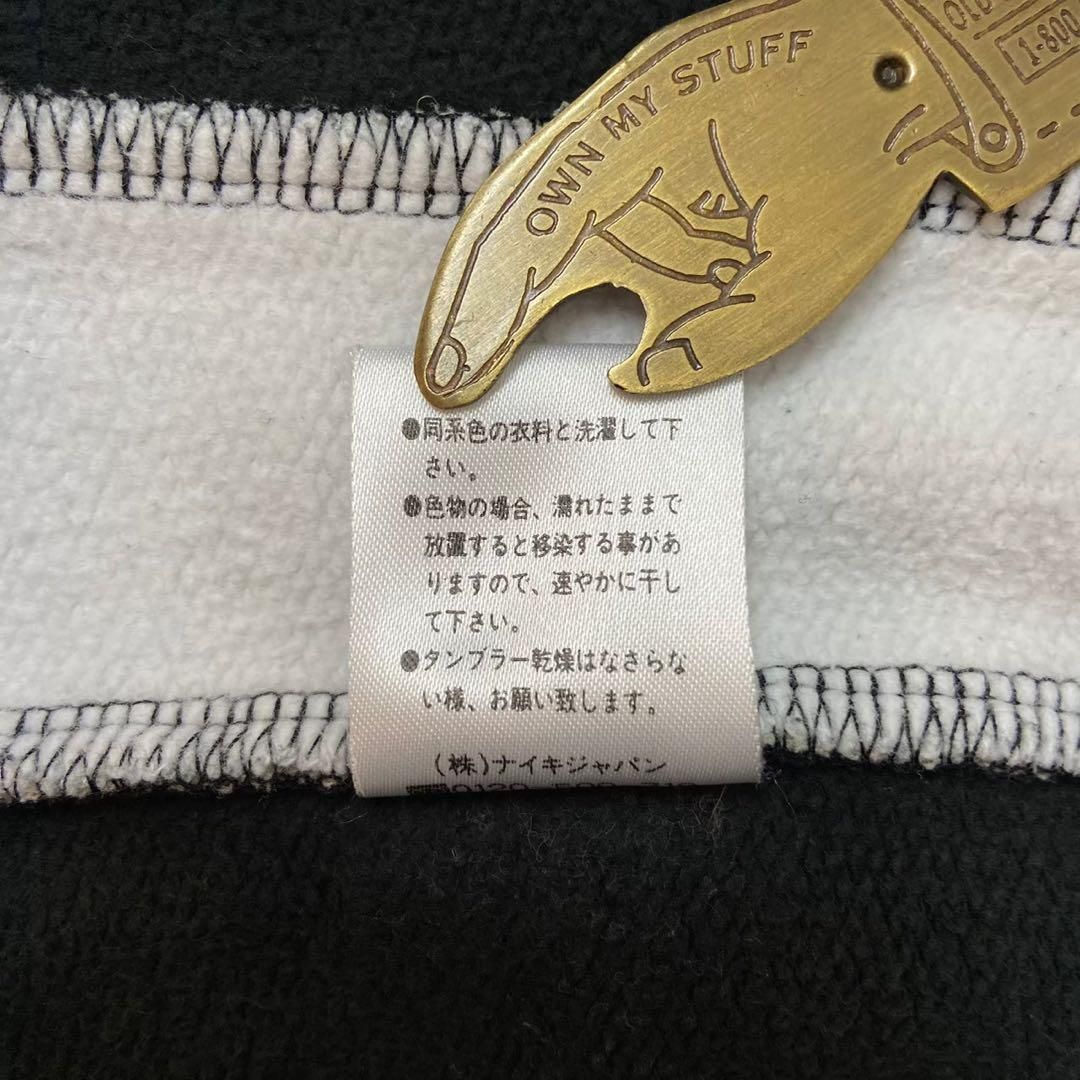 OWN MY STUFF
1-800
●同系色の衣料と洗濯して下
さい。
●色物の場合、濡れたままで
放置すると移染する事があ
りますので、速やかに干し
て下さい。
●タンブラー乾燥はなさらな
い様、お願い致します。
(株)ナイキジャパン